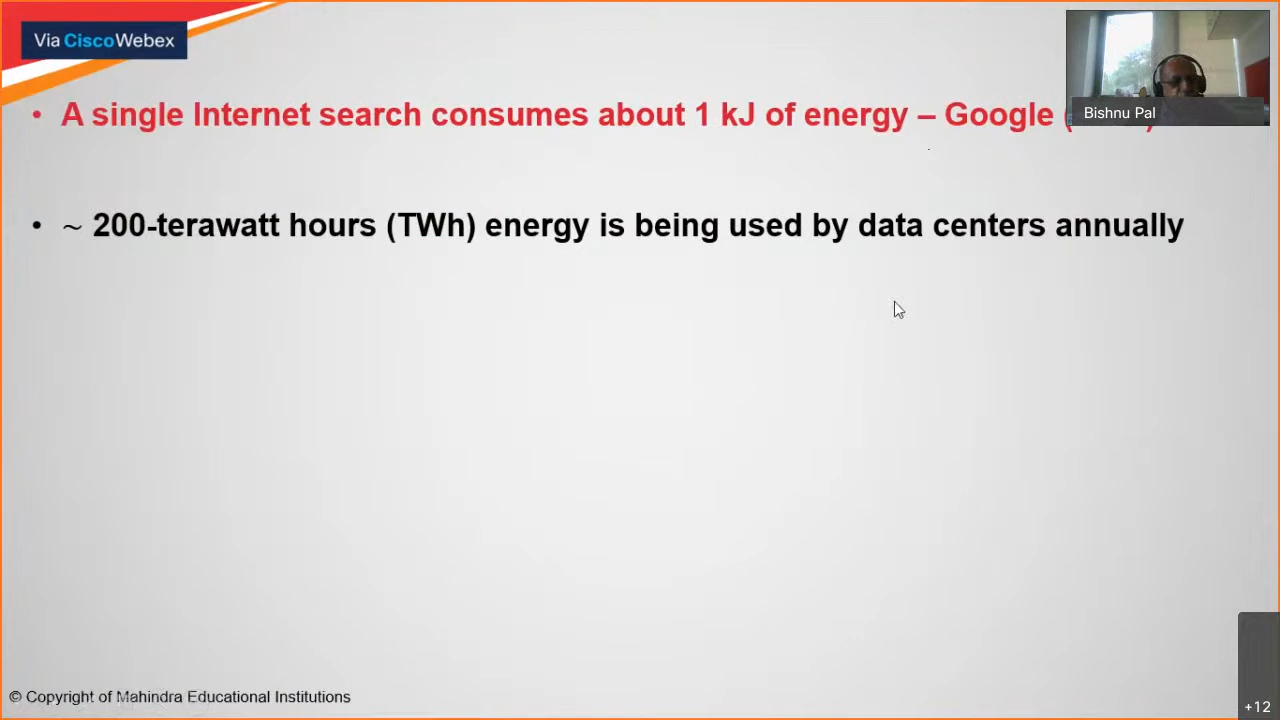 Via CiscoWebex
• A single Internet search consumes about 1 kJ of energy – Google (
Bishnu Pal
• ~ 200-terawatt hours (TWh) energy is being used by data centers annually
© Copyright of Mahindra Educational Institutions
+12